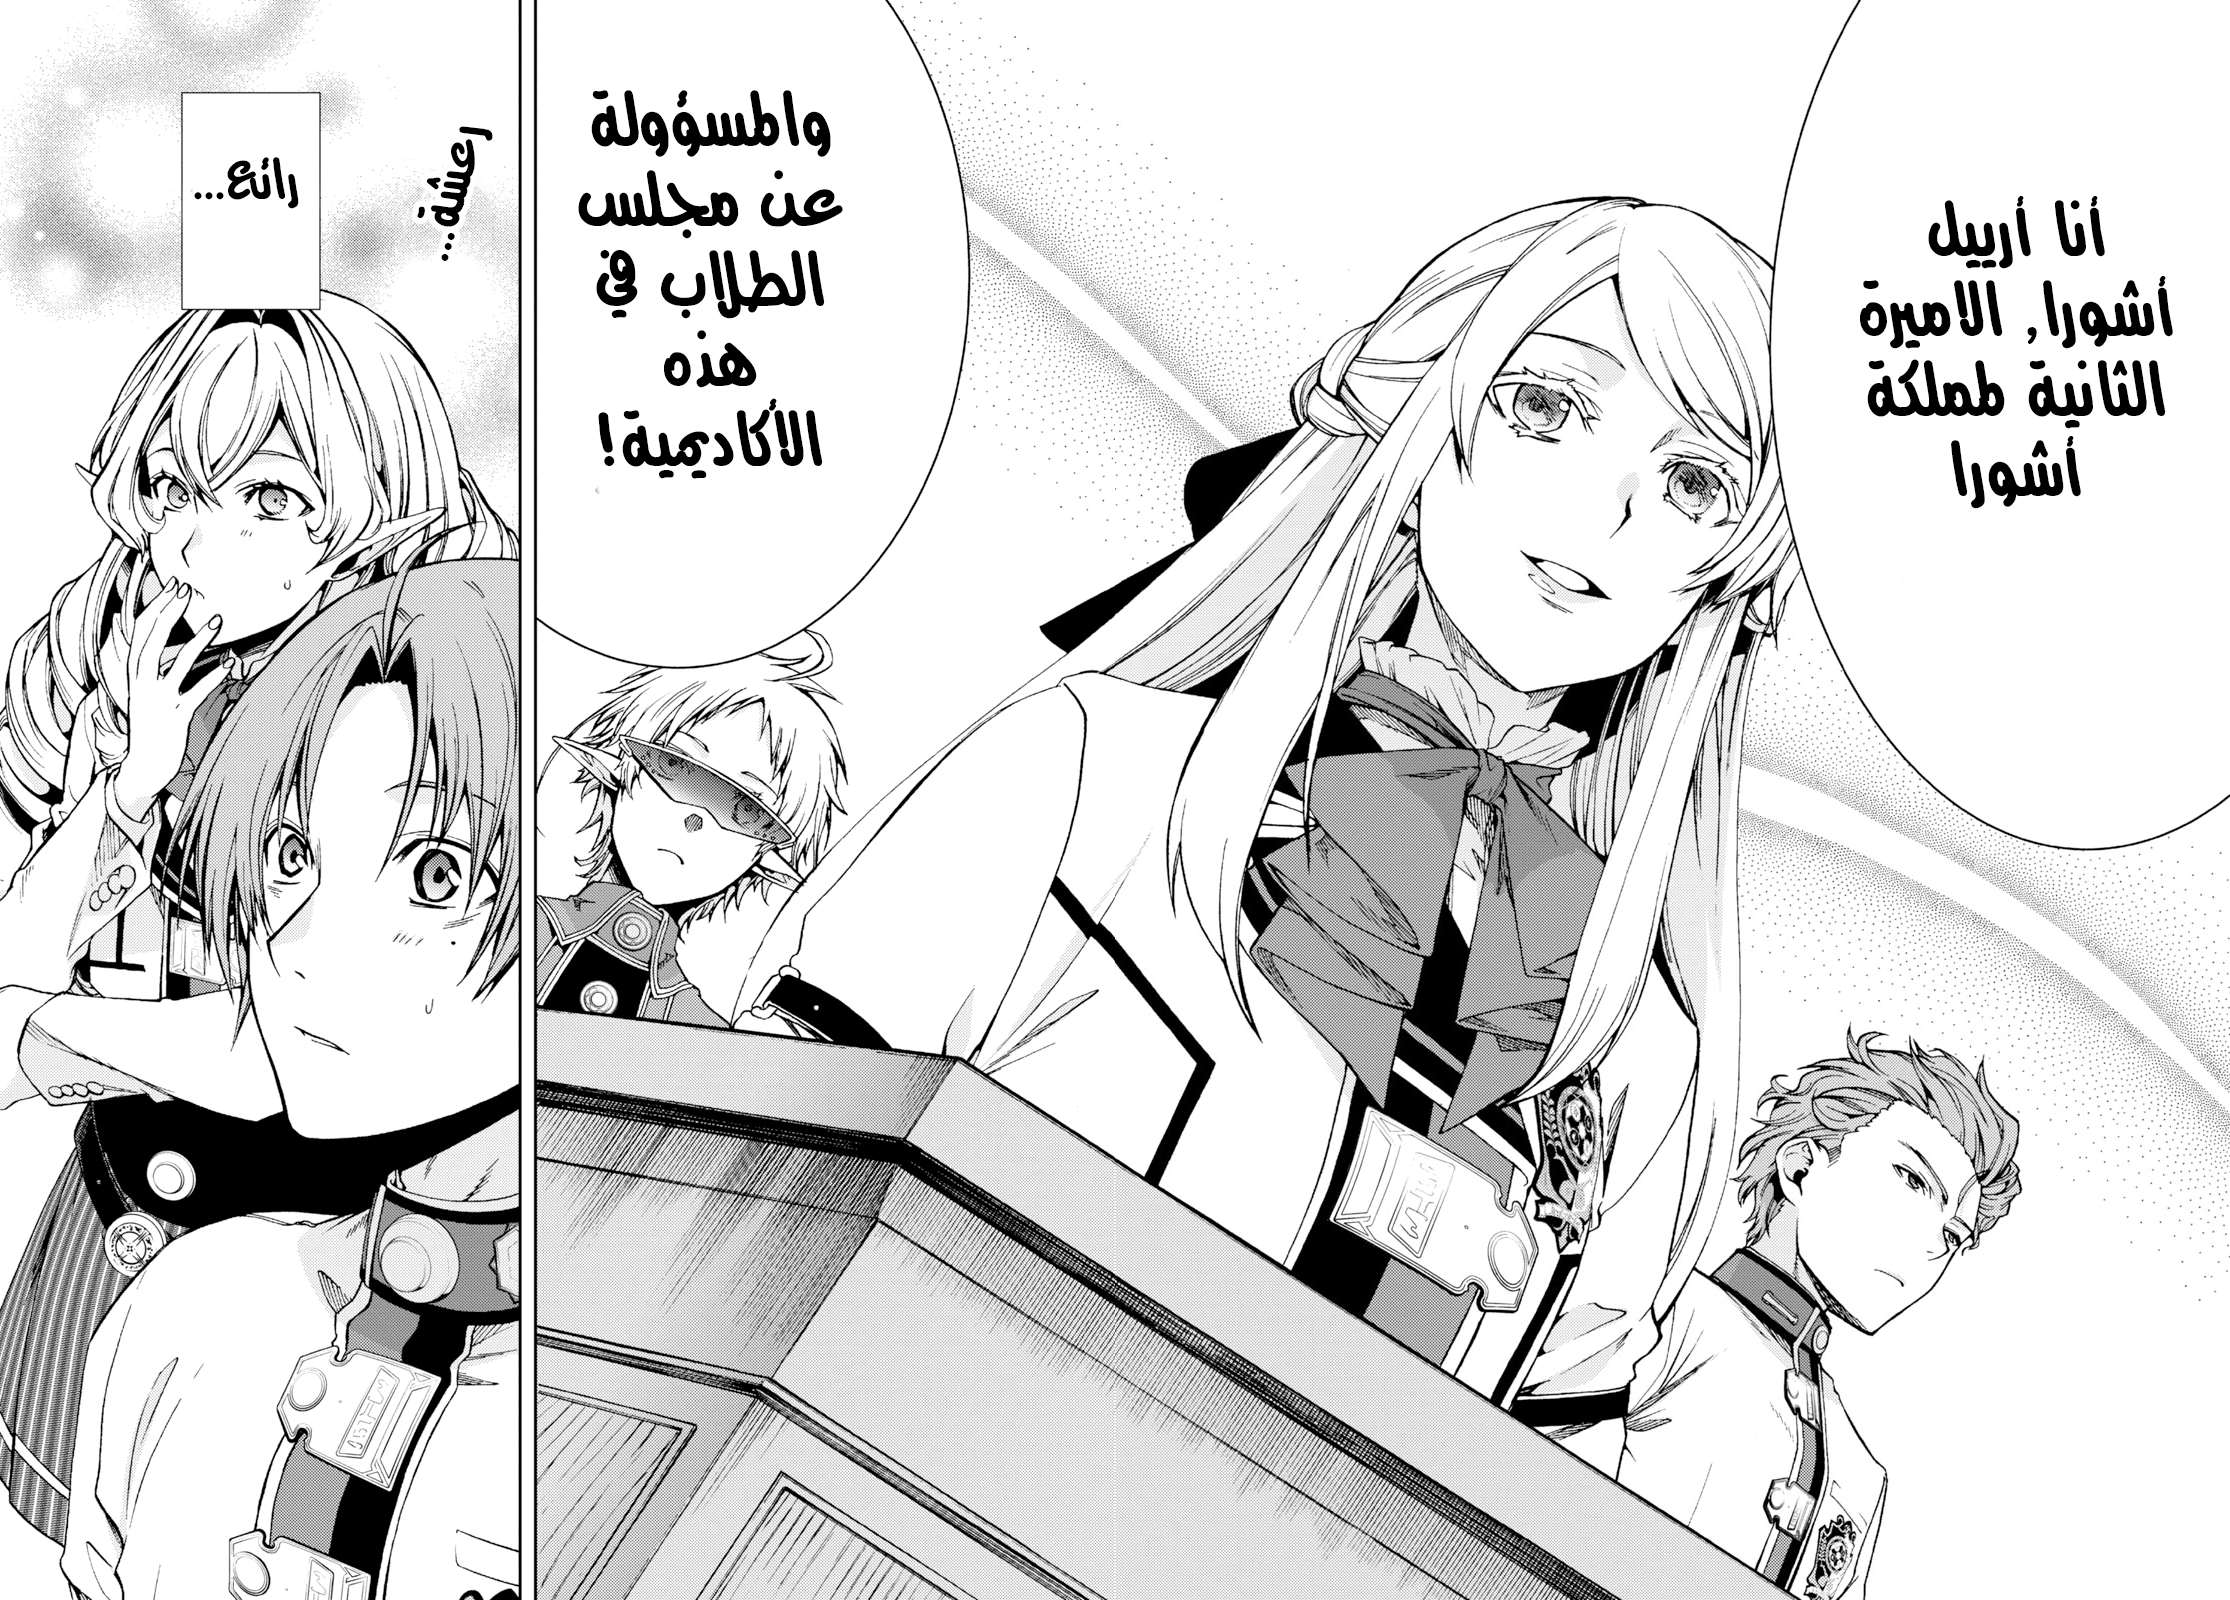 أنا أرييل
أشورا, الاميرة
الثانية لمملكة
أشورا
والمسؤولة
عن مجلس
الطلاب في
هذه
الأكاديمية!
رعشة...
رائع...